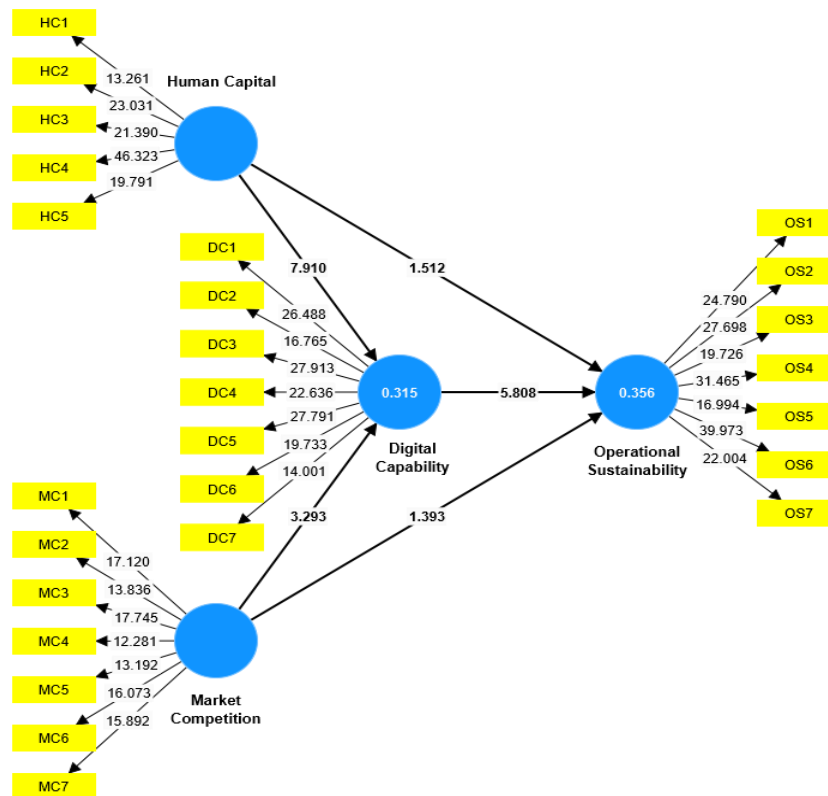 HC1
HC2
HC3
HC4
HC5
13.261
23.031
21.390
46.323
19.791
Human Capital
7.910
1.512
DC1
DC2
DC3
DC4
DC5
DC6
DC7
26.488
16.765
27.913
22.636
27.791
19.733
14.001
0.315
Digital
Capability
5.808
3.293
1.393
0.356
Operational
Sustainability
24.790
27.698
19.726
31.465
16.994
39.973
22.004
OS1
OS2
OS3
OS4
OS5
OS6
OS7
MC1
MC2
MC3
MC4
MC5
MC6
MC7
17.120
13.836
17.745
12.281
13.192
16.073
15.892
Market
Competition